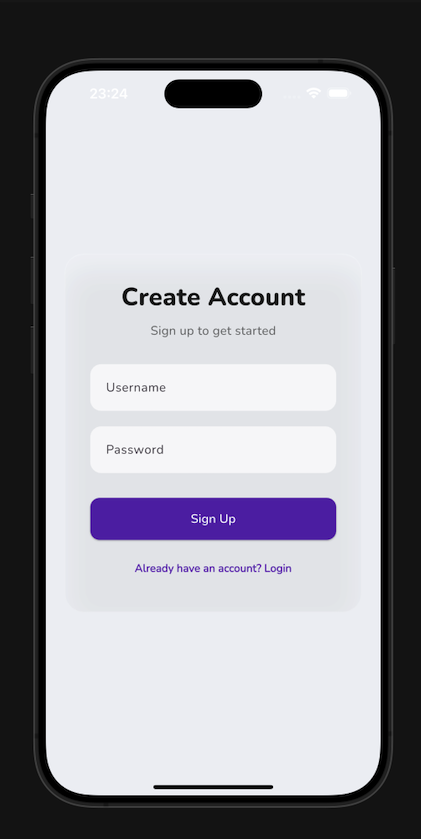 23:24
Create Account
Sign up to get started
Username
Password
Sign Up
Already have an account? Login